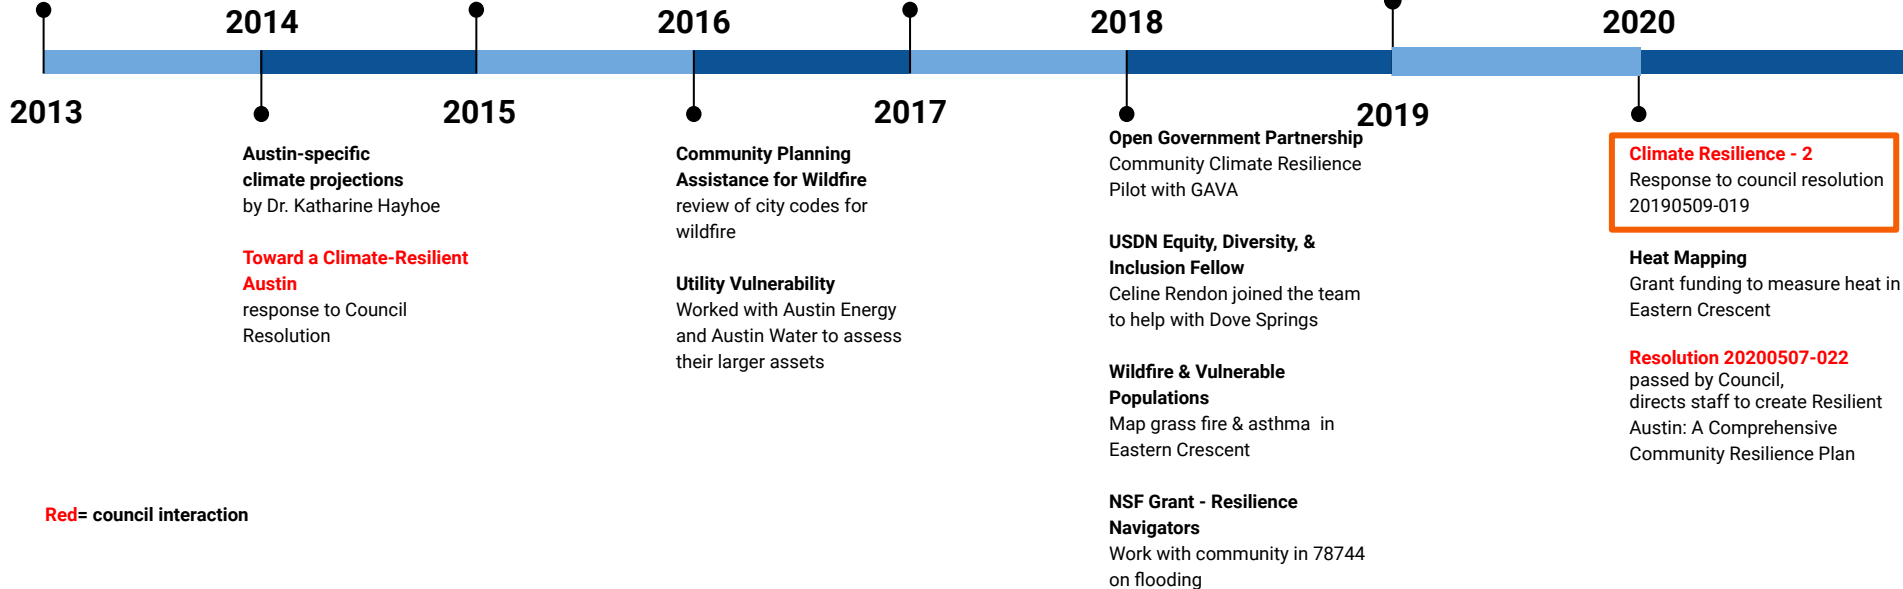 2014
2016
2018
2020
2013
2015
2017
2019
Austin-specific
climate projections
by Dr. Katharine Hayhoe
Toward a Climate-Resilient
Austin
response to Council
Resolution
Community Planning
Assistance for Wildfire
review of city codes for
wildfire
Utility Vulnerability
Worked with Austin Energy
and Austin Water to assess
their larger assets
Open Government Partnership
Community Climate Resilience
Pilot with GAVA
USDN Equity, Diversity, &
Inclusion Fellow
Celine Rendon joined the team
to help with Dove Springs
Wildfire & Vulnerable
Populations
Map grass fire & asthma in
Eastern Crescent
NSF Grant - Resilience
Navigators
Work with community in 78744
on flooding
Climate Resilience - 2
Response to council resolution
20190509-019
Heat Mapping
Grant funding to measure heat in
Eastern Crescent
Resolution 20200507-022
passed by Council,
directs staff to create Resilient
Austin: A Comprehensive
Community Resilience Plan
Red= council interaction